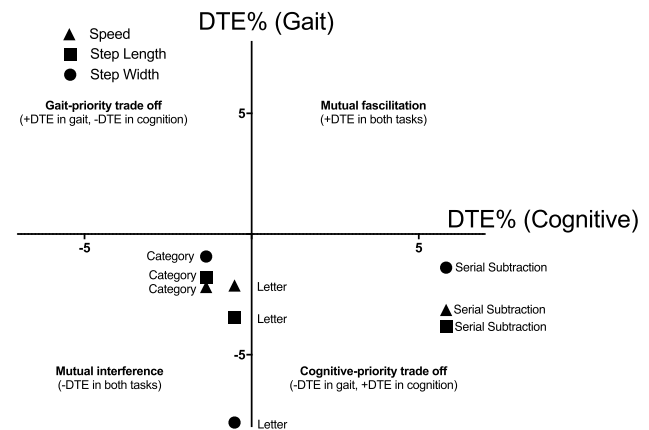 DTE% (Gait)
Speed
Step Length
Step Width
Gait-priority trade off
(+DTE in gait, -DTE in cognition)
5
Mutual fascilitation
(+DTE in both tasks)
DTE% (Cognitive)
-5
5
Category
Serial Subtraction
Category
Category
Letter
Serial Subtraction
Letter
Serial Subtraction
-5
Mutual interference
(-DTE in both tasks)
Cognitive-priority trade off
(-DTE in gait, +DTE in cognition)
Letter